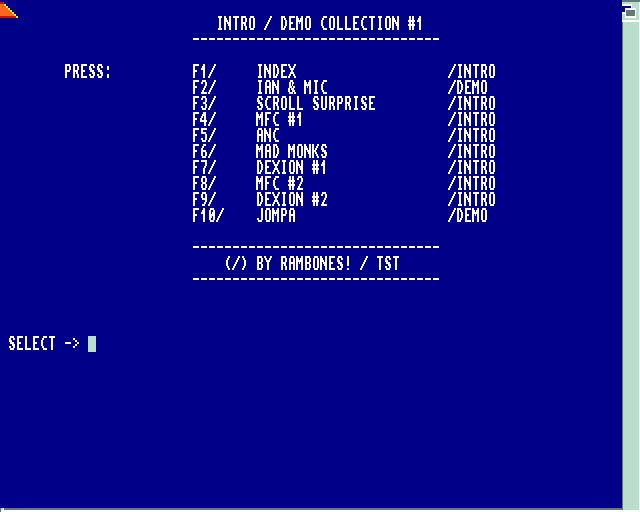 INTRO / DEMO COLLECTION #1
-------------------------------
PRESS: F1/ INDEX /INTRO
F2/ IAN & MIC /DEMO
F3/ SCROLL SURPRISE /INTRO
F4/ MFC #1 /INTRO
F5/ ANC /INTRO
F6/ MAD MONKS /INTRO
F7/ DEXION #1 /INTRO
F8/ MFC #2 /INTRO
F9/ DEXION #2 /INTRO
F10/ JOMPA /DEMO
-------------------------------
(/) BY RAMBONES! / TST
-------------------------------
SELECT ->